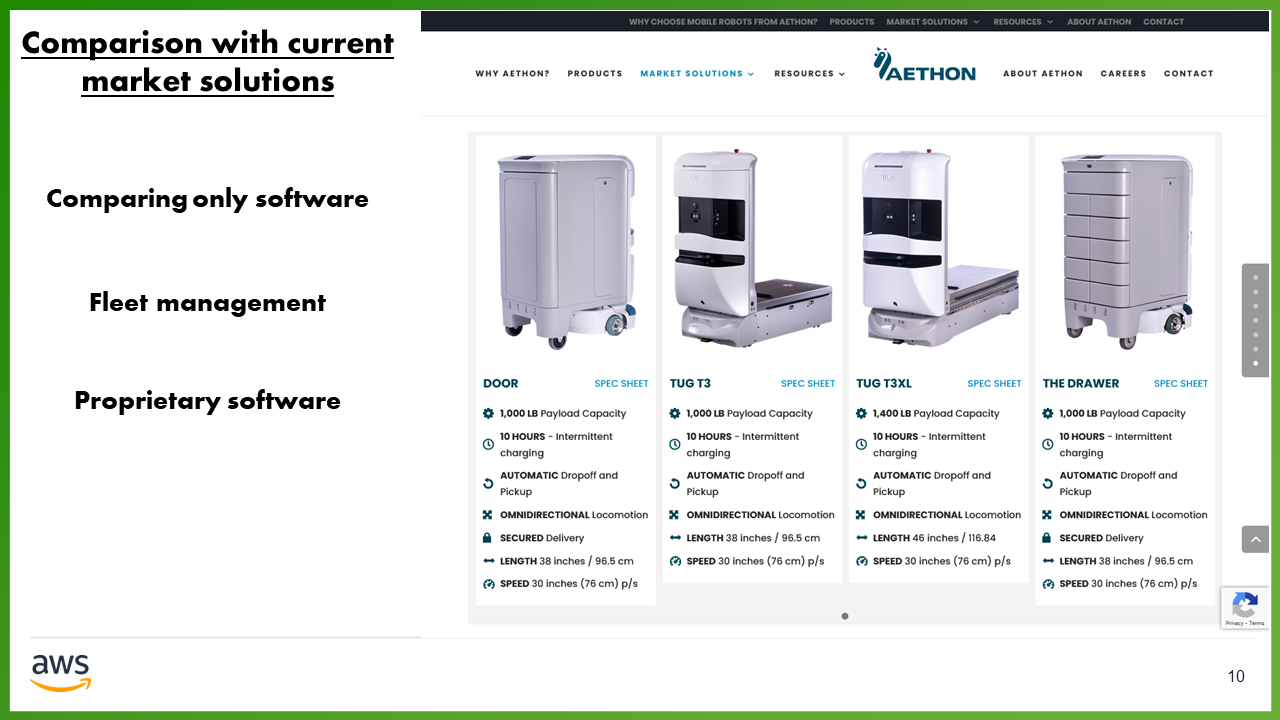 Comparison with current
market solutions
Comparing only software
Fleet management
Proprietary software
WHY CHOOSE MOBILE ROBOTS FROM AETHON? PRODUCTS MARKET SOLUTIONS RESOURCES ABOUT AETHON CONTACT
WHY AETHON? PRODUCTS MARKET SOLUTIONS RESOURCES AETHON ABOUT AETHON CAREERS CONTACT
DOOR SPEC SHEET
1,000 LB Payload Capacity
10 HOURS - Intermittent
charging
AUTOMATIC Dropoff and
Pickup
OMNIDIRECTIONAL Locomotion
SECURED Delivery
LENGTH 38 inches / 96.5 cm
SPEED 30 inches (76 cm) p/s
TUG T3 SPEC SHEET
1,000 LB Payload Capacity
10 HOURS - Intermittent
charging
AUTOMATIC Dropoff and
Pickup
OMNIDIRECTIONAL Locomotion
LENGTH 38 inches / 96.5 cm
SPEED 30 inches (76 cm) p/s
TUG T3XL SPEC SHEET
1,400 LB Payload Capacity
10 HOURS - Intermittent
charging
AUTOMATIC Dropoff and
Pickup
OMNIDIRECTIONAL Locomotion
LENGTH 46 inches / 116.84
SPEED 30 inches (76 cm) p/s
THE DRAWER SPEC SHEET
1,000 LB Payload Capacity
10 HOURS - Intermittent
charging
AUTOMATIC Dropoff and
Pickup
OMNIDIRECTIONAL Locomotion
SECURED Delivery
LENGTH 38 inches / 96.5 cm
SPEED 30 inches (76 cm) p/s
Privacy - Terms
aws
10